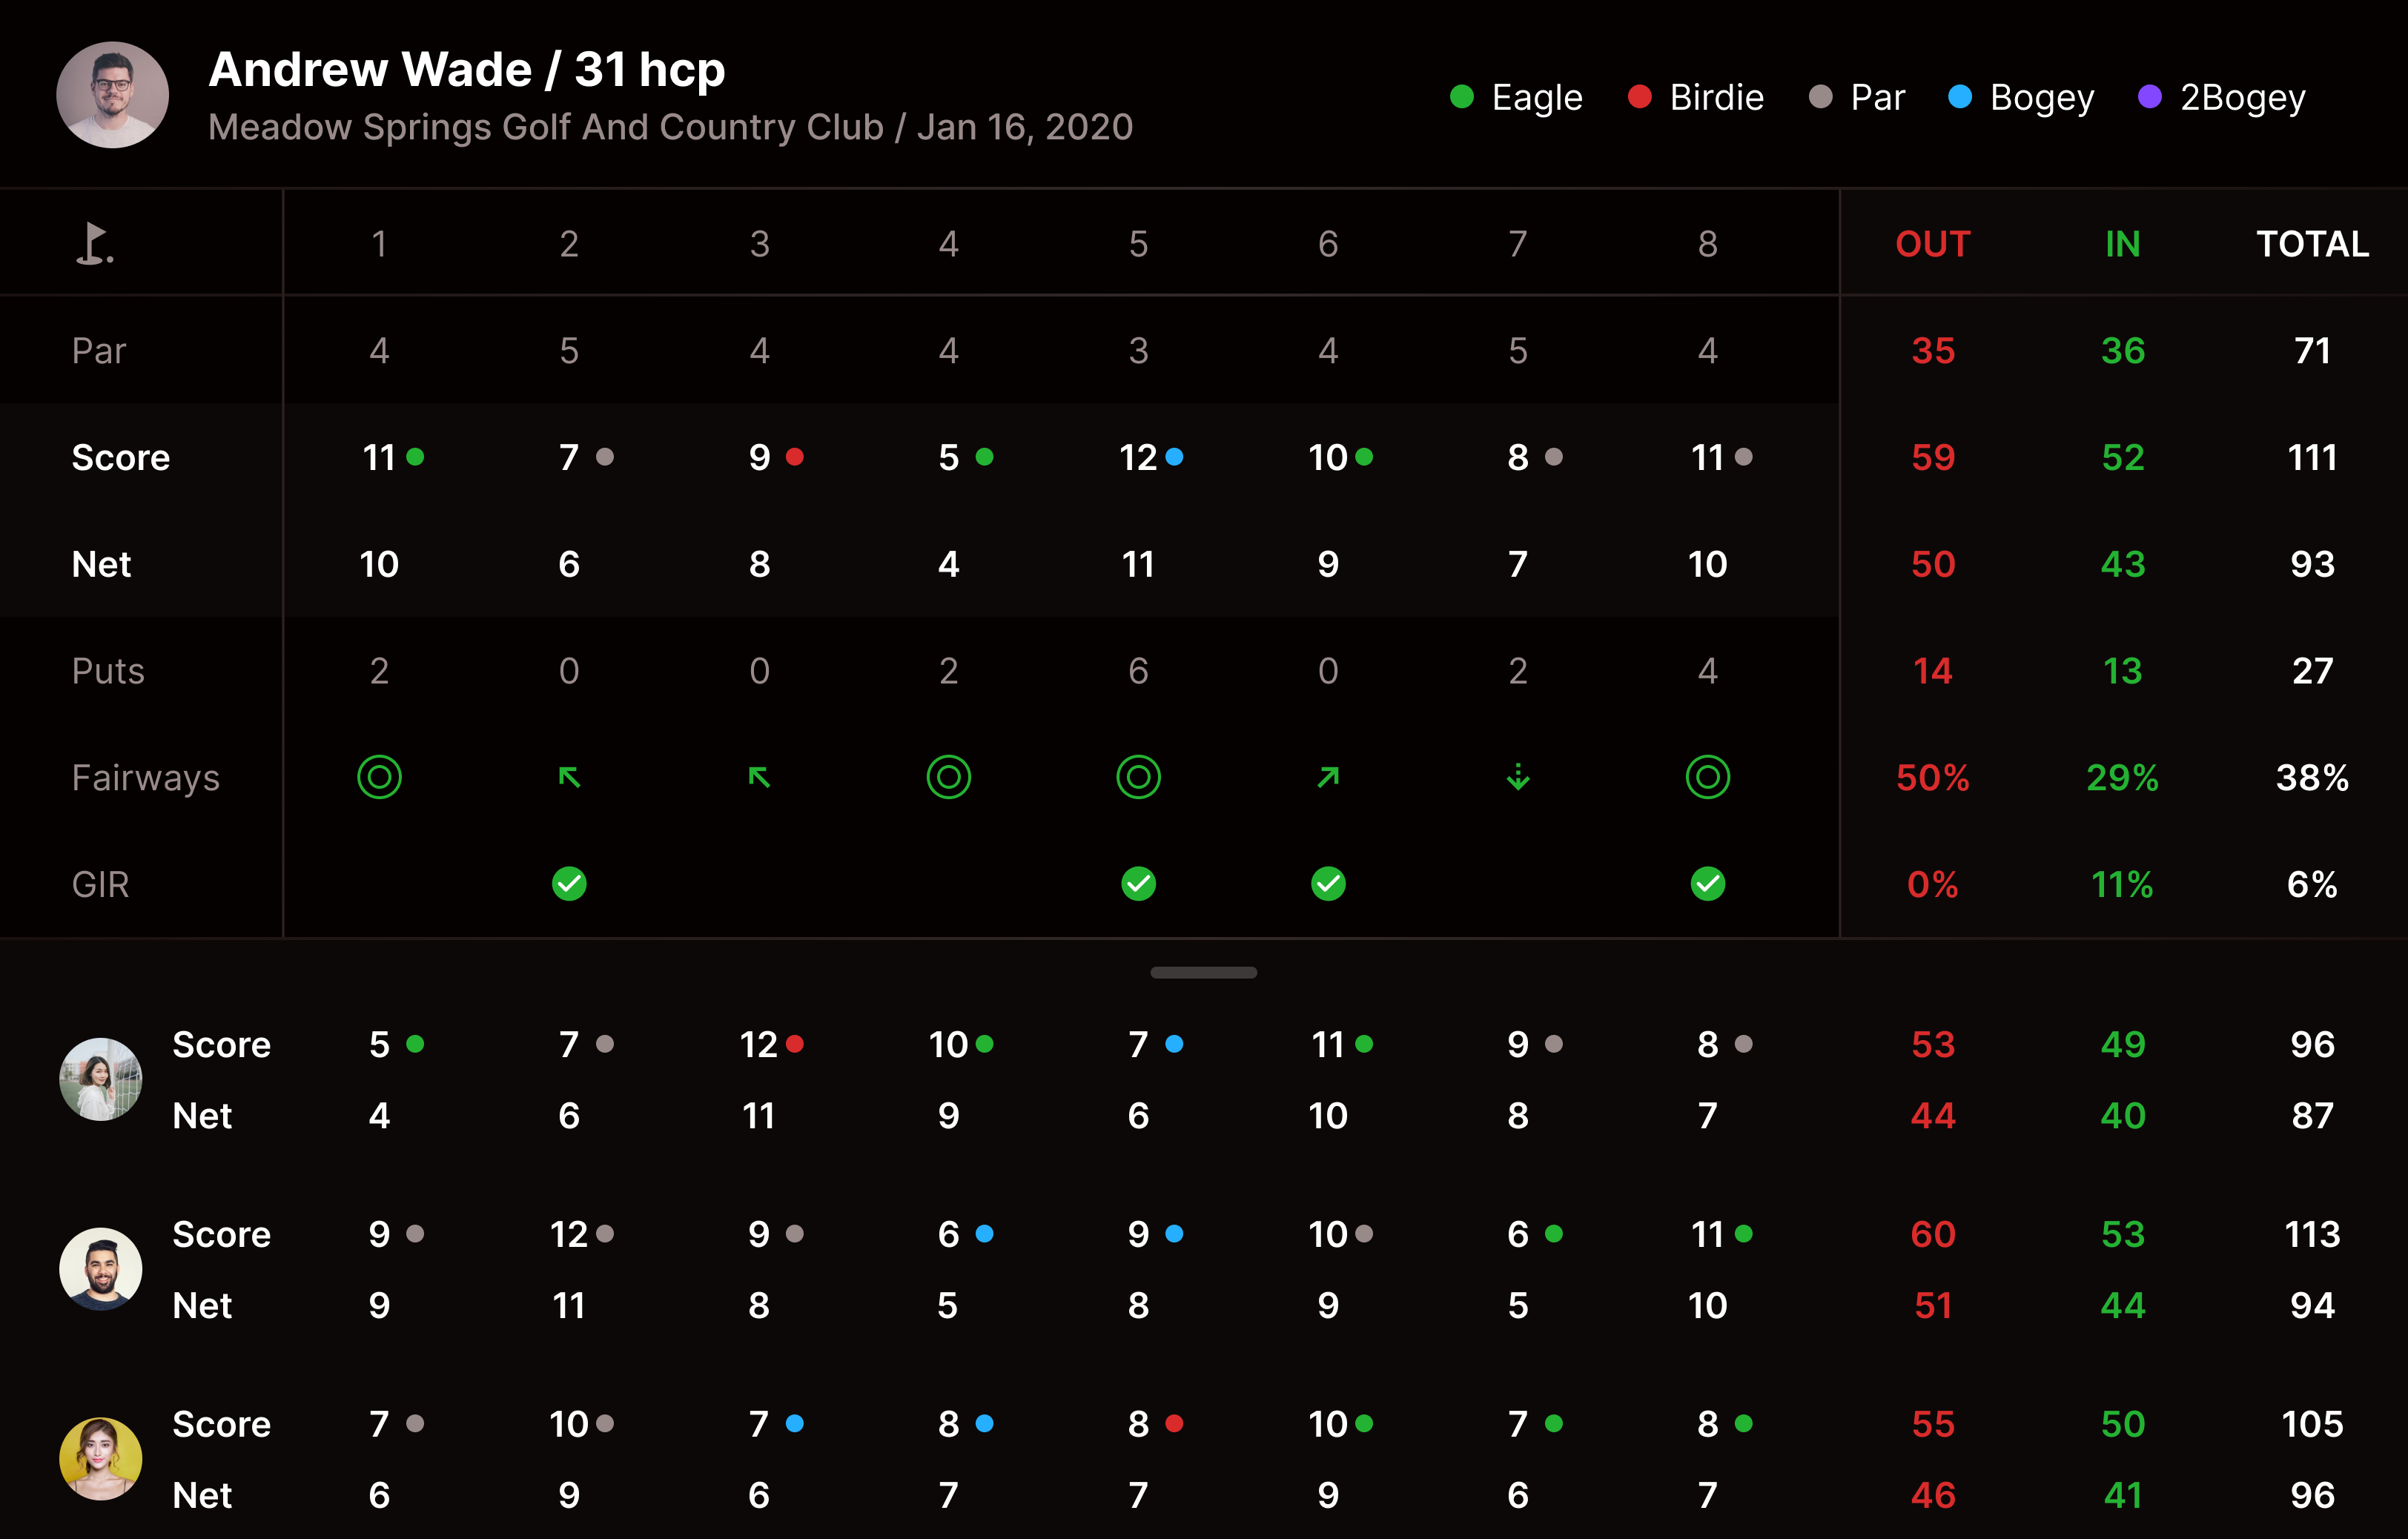 Andrew Wade / 31 hcp
Meadow Springs Golf And Country Club / Jan 16, 2020
Eagle Birdie Par Bogey 2Bogey
1 2 3 4 5 6 7 8 OUT IN TOTAL
Par 4 5 4 4 3 4 5 4 35 36 71
Score 11 7 9 5 12 10 8 11 59 52 111
Net 10 6 8 4 11 9 7 10 50 43 93
Puts 2 0 0 2 6 0 2 4 14 13 27
Fairways 50% 29% 38%
GIR 0% 11% 6%
Score 5 7 12 10 7 11 9 8 53 49 96
Net 4 6 11 9 6 10 8 7 44 40 87
Score 9 12 9 6 9 10 6 11 60 53 113
Net 9 11 8 5 8 9 5 10 51 44 94
Score 7 10 7 8 8 10 7 8 55 50 105
Net 6 9 6 7 7 9 6 7 46 41 96